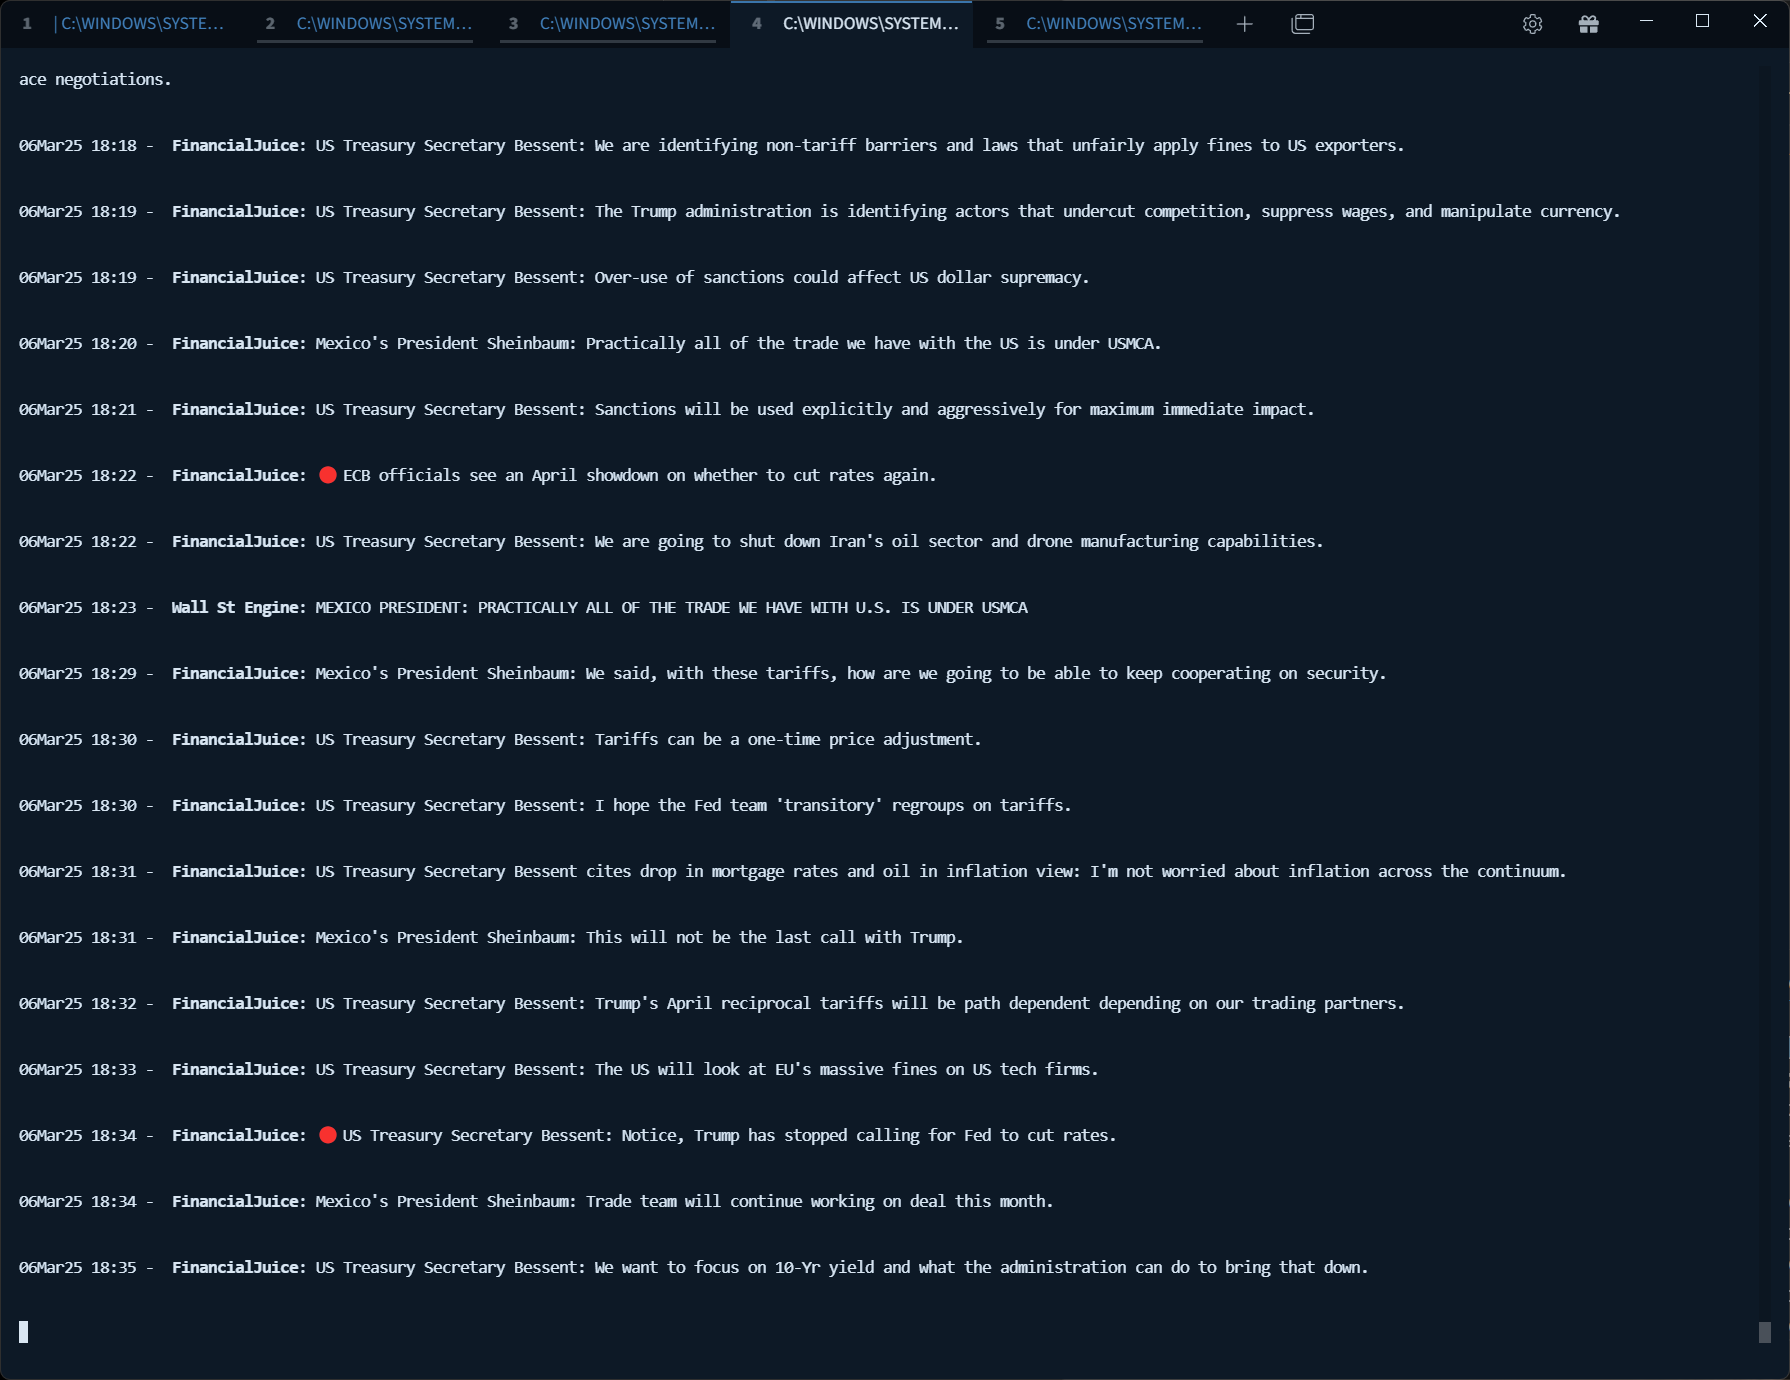 1 |C:\WINDOWS\SYSTE... 2 C:\WINDOWS\SYSTEM... 3 C:\WINDOWS\SYSTEM... 4 C:\WINDOWS\SYSTEM... 5 C:\WINDOWS\SYSTEM...
ace negotiations.
06Mar25 18:18 - FinancialJuice: US Treasury Secretary Bessent: We are identifying non-tariff barriers and laws that unfairly apply fines to US exporters.
06Mar25 18:19 - FinancialJuice: US Treasury Secretary Bessent: The Trump administration is identifying actors that undercut competition, suppress wages, and manipulate currency.
06Mar25 18:19 - FinancialJuice: US Treasury Secretary Bessent: Over-use of sanctions could affect US dollar supremacy.
06Mar25 18:20 - FinancialJuice: Mexico's President Sheinbaum: Practically all of the trade we have with the US is under USMCA.
06Mar25 18:21 - FinancialJuice: US Treasury Secretary Bessent: Sanctions will be used explicitly and aggressively for maximum immediate impact.
06Mar25 18:22 - FinancialJuice: 🔴 ECB officials see an April showdown on whether to cut rates again.
06Mar25 18:22 - FinancialJuice: US Treasury Secretary Bessent: We are going to shut down Iran's oil sector and drone manufacturing capabilities.
06Mar25 18:23 - Wall St Engine: MEXICO PRESIDENT: PRACTICALLY ALL OF THE TRADE WE HAVE WITH U.S. IS UNDER USMCA
06Mar25 18:29 - FinancialJuice: Mexico's President Sheinbaum: We said, with these tariffs, how are we going to be able to keep cooperating on security.
06Mar25 18:30 - FinancialJuice: US Treasury Secretary Bessent: Tariffs can be a one-time price adjustment.
06Mar25 18:30 - FinancialJuice: US Treasury Secretary Bessent: I hope the Fed team 'transitory' regroups on tariffs.
06Mar25 18:31 - FinancialJuice: US Treasury Secretary Bessent cites drop in mortgage rates and oil in inflation view: I'm not worried about inflation across the continuum.
06Mar25 18:31 - FinancialJuice: Mexico's President Sheinbaum: This will not be the last call with Trump.
06Mar25 18:32 - FinancialJuice: US Treasury Secretary Bessent: Trump's April reciprocal tariffs will be path dependent depending on our trading partners.
06Mar25 18:33 - FinancialJuice: US Treasury Secretary Bessent: The US will look at EU's massive fines on US tech firms.
06Mar25 18:34 - FinancialJuice: 🔴 US Treasury Secretary Bessent: Notice, Trump has stopped calling for Fed to cut rates.
06Mar25 18:34 - FinancialJuice: Mexico's President Sheinbaum: Trade team will continue working on deal this month.
06Mar25 18:35 - FinancialJuice: US Treasury Secretary Bessent: We want to focus on 10-Yr yield and what the administration can do to bring that down.